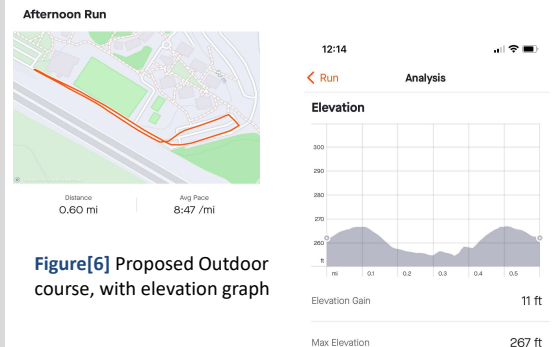 Afternoon Run
Distance
Avg Pace
0.60 mi
8:47 /mi
Figure[6] Proposed Outdoor
course, with elevation graph
12:14
Run
Analysis
Elevation
300
290
280
270
260
ft
mi
0.1
0.2
0.3
0.4
0.5
Elevation Gain
11 ft
Max Elevation
267 ft